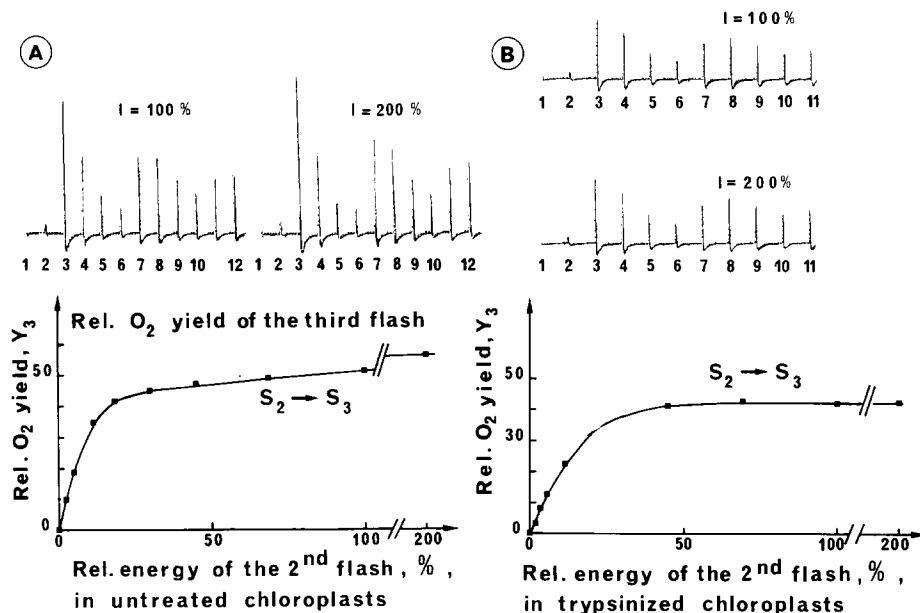 A
I = 100 %
I = 200 %
1 2 3 4 5 6 7 8 9 10 12
1 2 3 4 5 6 7 8 9 10 12
Rel. O2 yield of the third flash
Rel. O2 yield, Y3
50
0
S2 → S3
0 50 100 200
Rel. energy of the 2nd flash, %,
in untreated chloroplasts
B
I = 100 %
1 2 3 4 5 6 7 8 9 10 11
I = 200 %
1 2 3 4 5 6 7 8 9 10 11
Rel. O2 yield, Y3
60
30
0
S2 → S3
0 50 100 200
Rel. energy of the 2nd flash, %,
in trypsinized chloroplasts